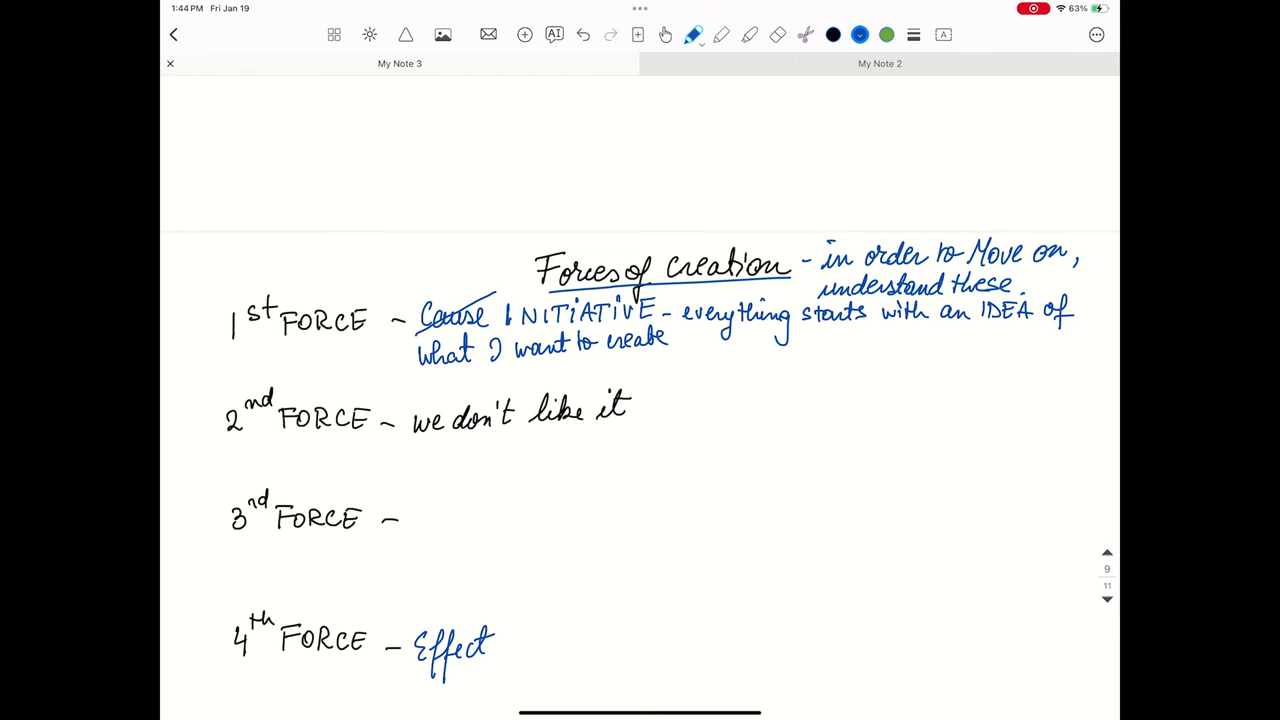 1:44 PM Fri Jan 19
63%
My Note 3
My Note 2
Forces of Creation - in order to Move on,
understand these.
1st FORCE - Cause INITIATIVE - everything starts with an IDEA of
what I want to create
2nd FORCE - we don't like it
3rd FORCE -
4th FORCE - Effect
9
11